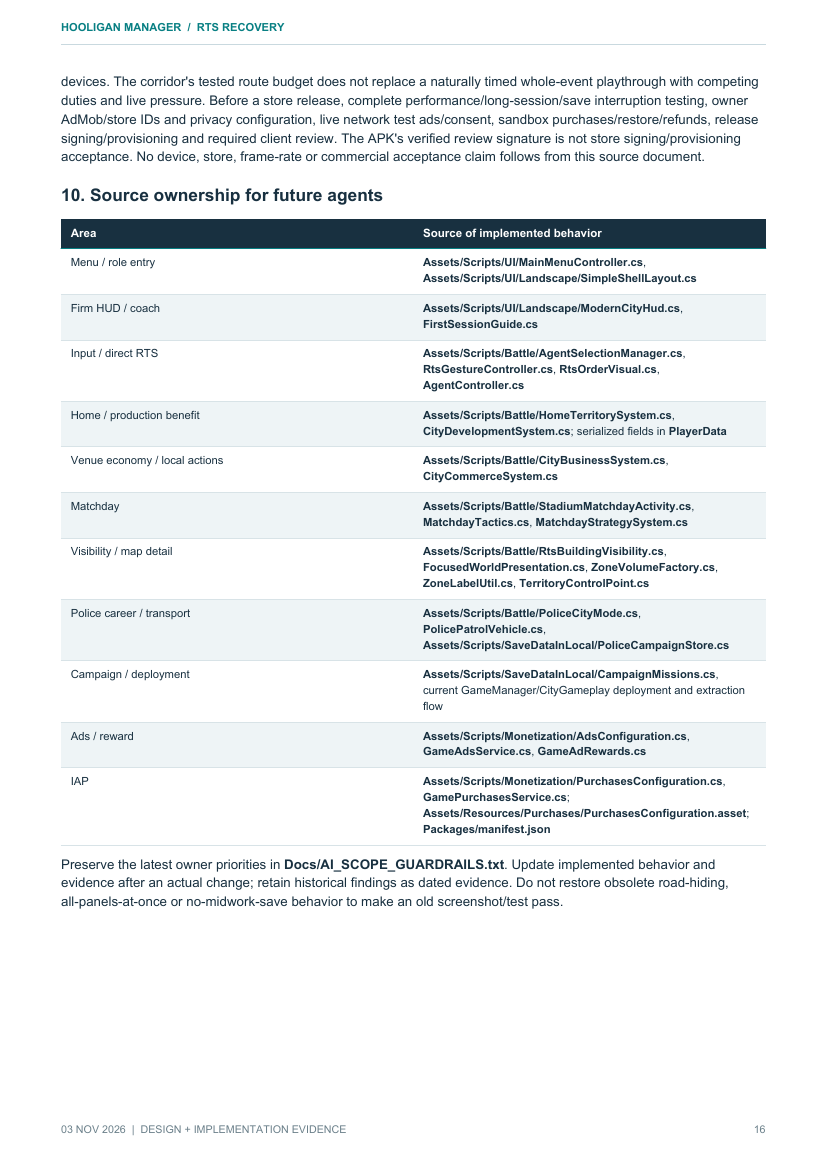 HOOLIGAN MANAGER / RTS RECOVERY
devices. The corridor's tested route budget does not replace a naturally timed whole-event playthrough with competing
duties and live pressure. Before a store release, complete performance/long-session/save interruption testing, owner
AdMob/store IDs and privacy configuration, live network test ads/consent, sandbox purchases/restore/refunds, release
signing/provisioning and required client review. The APK's verified review signature is not store signing/provisioning
acceptance. No device, store, frame-rate or commercial acceptance claim follows from this source document.
10. Source ownership for future agents
Area Source of implemented behavior
Menu / role entry Assets/Scripts/UI/MainMenuController.cs,
Assets/Scripts/UI/Landscape/SimpleShellLayout.cs
Firm HUD / coach Assets/Scripts/UI/Landscape/ModernCityHud.cs,
FirstSessionGuide.cs
Input / direct RTS Assets/Scripts/Battle/AgentSelectionManager.cs,
RtsGestureController.cs, RtsOrderVisual.cs,
AgentController.cs
Home / production benefit Assets/Scripts/Battle/HomeTerritorySystem.cs,
CityDevelopmentSystem.cs; serialized fields in PlayerData
Venue economy / local actions Assets/Scripts/Battle/CityBusinessSystem.cs,
CityCommerceSystem.cs
Matchday Assets/Scripts/Battle/StadiumMatchdayActivity.cs,
MatchdayTactics.cs, MatchdayStrategySystem.cs
Visibility / map detail Assets/Scripts/Battle/RtsBuildingVisibility.cs,
FocusedWorldPresentation.cs, ZoneVolumeFactory.cs,
ZoneLabelUtil.cs, TerritoryControlPoint.cs
Police career / transport Assets/Scripts/Battle/PoliceCityMode.cs,
PolicePatrolVehicle.cs,
Assets/Scripts/SaveDataInLocal/PoliceCampaignStore.cs
Campaign / deployment Assets/Scripts/SaveDataInLocal/CampaignMissions.cs,
current GameManager/CityGameplay deployment and extraction
flow
Ads / reward Assets/Scripts/Monetization/AdsConfiguration.cs,
GameAdsService.cs, GameAdRewards.cs
IAP Assets/Scripts/Monetization/PurchasesConfiguration.cs,
GamePurchasesService.cs;
Assets/Resources/Purchases/PurchasesConfiguration.asset;
Packages/manifest.json
Preserve the latest owner priorities in Docs/AI_SCOPE_GUARDRAILS.txt. Update implemented behavior and
evidence after an actual change; retain historical findings as dated evidence. Do not restore obsolete road-hiding,
all-panels-at-once or no-midwork-save behavior to make an old screenshot/test pass.
03 NOV 2026 | DESIGN + IMPLEMENTATION EVIDENCE 16